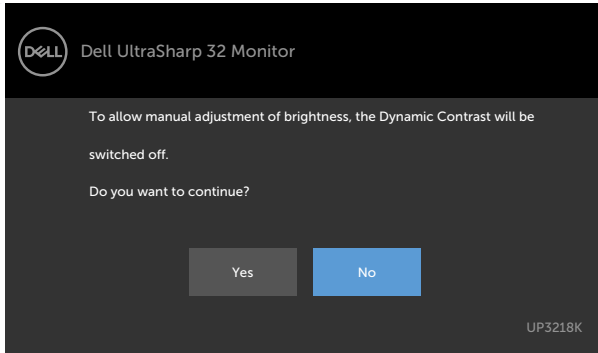 DELL
Dell UltraSharp 32 Monitor
To allow manual adjustment of brightness, the Dynamic Contrast will be
switched off.
Do you want to continue?
Yes
No
UP3218K